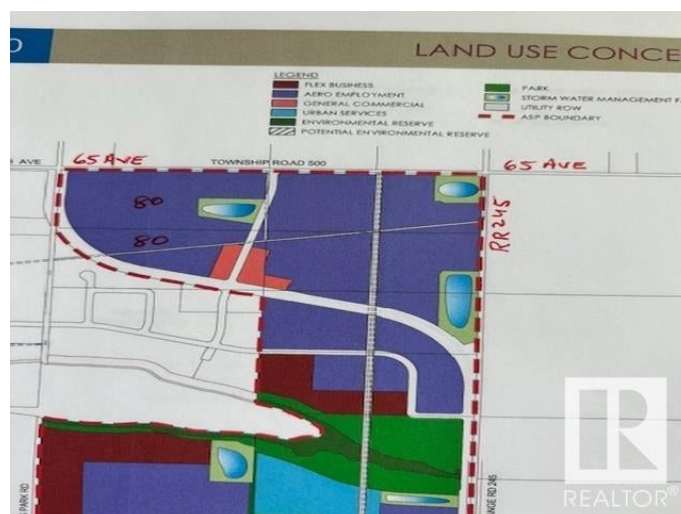 D
LAND USE CONCE
LEGEND
FLEX BUSINESS
AERO EMPLOYMENT
GENERAL COMMERCIAL
URBAN SERVICES
ENVIRONMENTAL RESERVE
POTENTIAL ENVIRONMENTAL RESERVE
PARK
STORM WATER MANAGEMENT F
UTILITY ROW
ASP BOUNDARY
AVE
65 AVE
TOWNSHIP ROAD 500
65 AVE
80
80
RR 245
PARK RD
NGE RD 245
REALTOR®